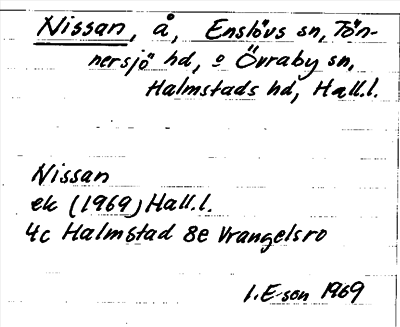 Nissan, å, Enslövs sn, Tön-
nersjö hd, o Övraby sn,
Halmstads hd, Hall.l.
Nissan
ek (1969) Hall.l.
4c Halmstad 8e Vrangelsro
I.E-son 1969